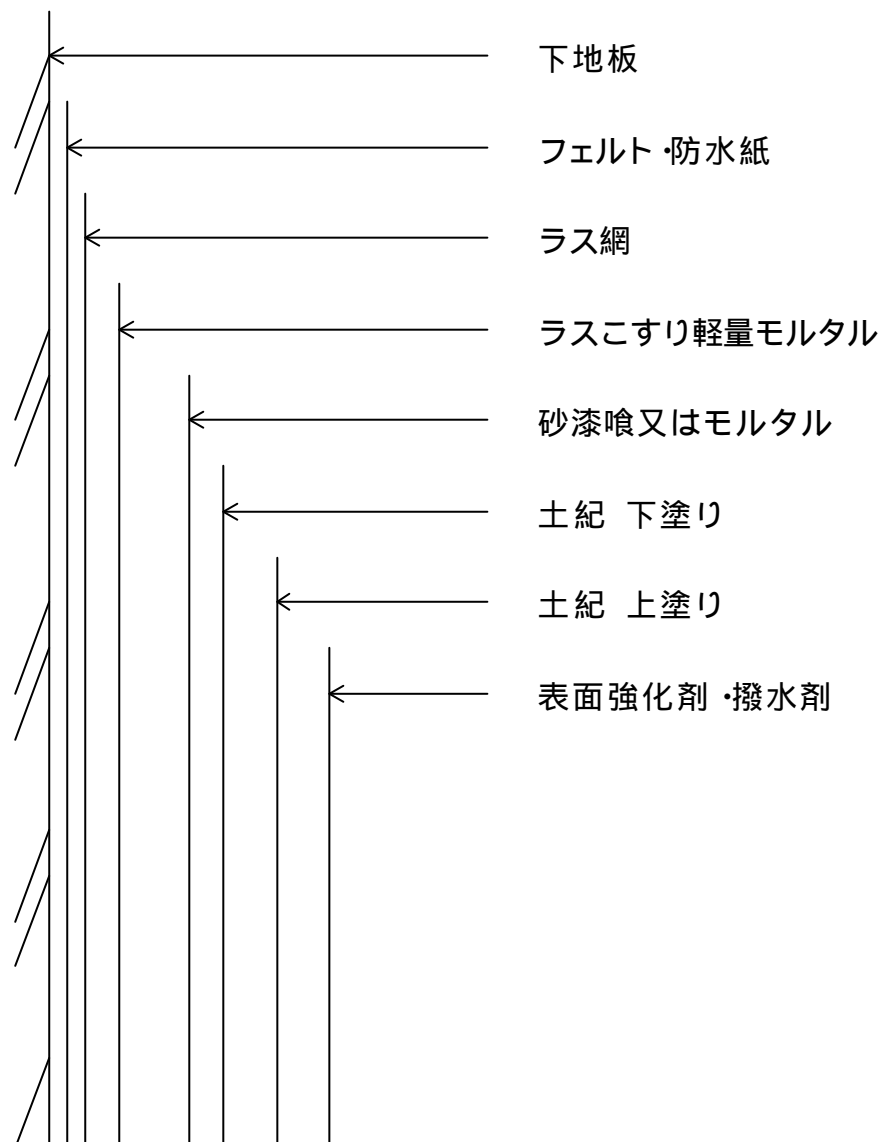 下地板
フェルト・防水紙
ラス網
ラスこすり軽量モルタル
砂漆喰又はモルタル
土紀 下塗り
土紀 上塗り
表面強化剤・撥水剤